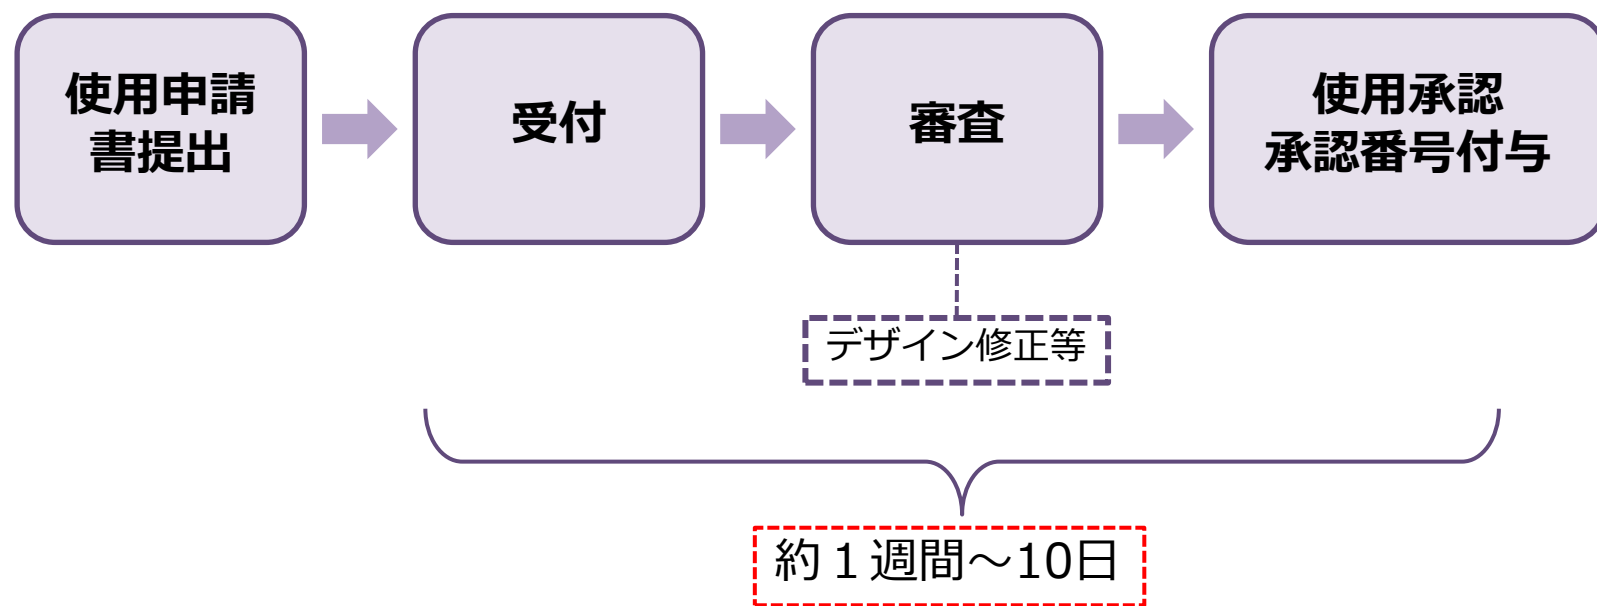 使用申請
書提出
受付
審査
使用承認
承認番号付与
デザイン修正等
約１週間～10日